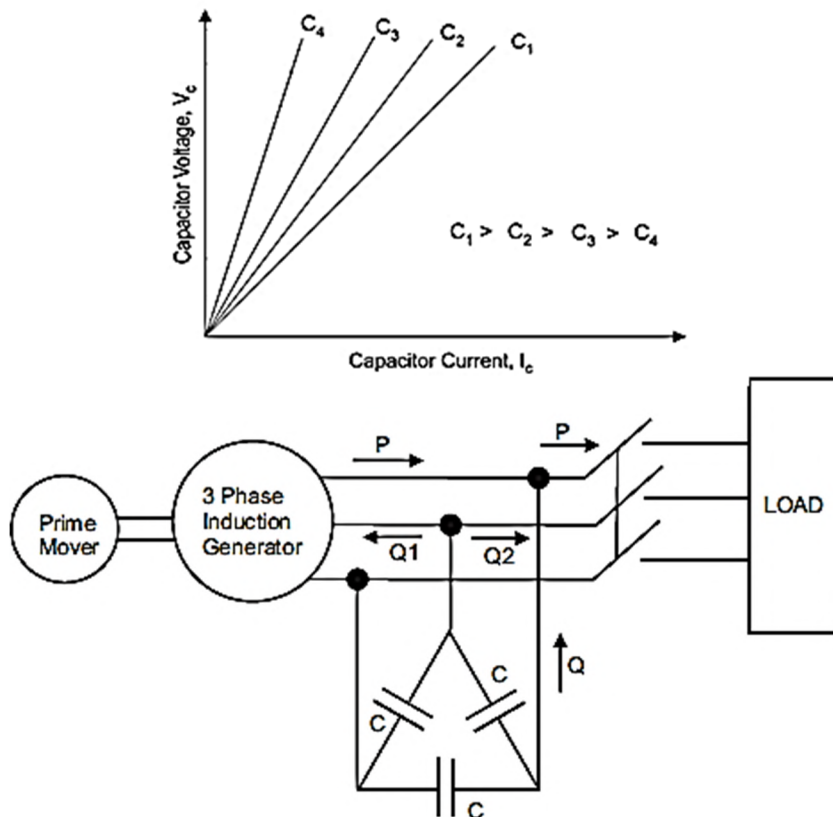 C₄
C₃
C₂
C₁
Capacitor Voltage, Vc
C₁ > C₂ > C₃ > C₄
Capacitor Current, Ic
P
P
Prime
Mover
3 Phase
Induction
Generator
Q1
Q2
LOAD
Q
C
C
C